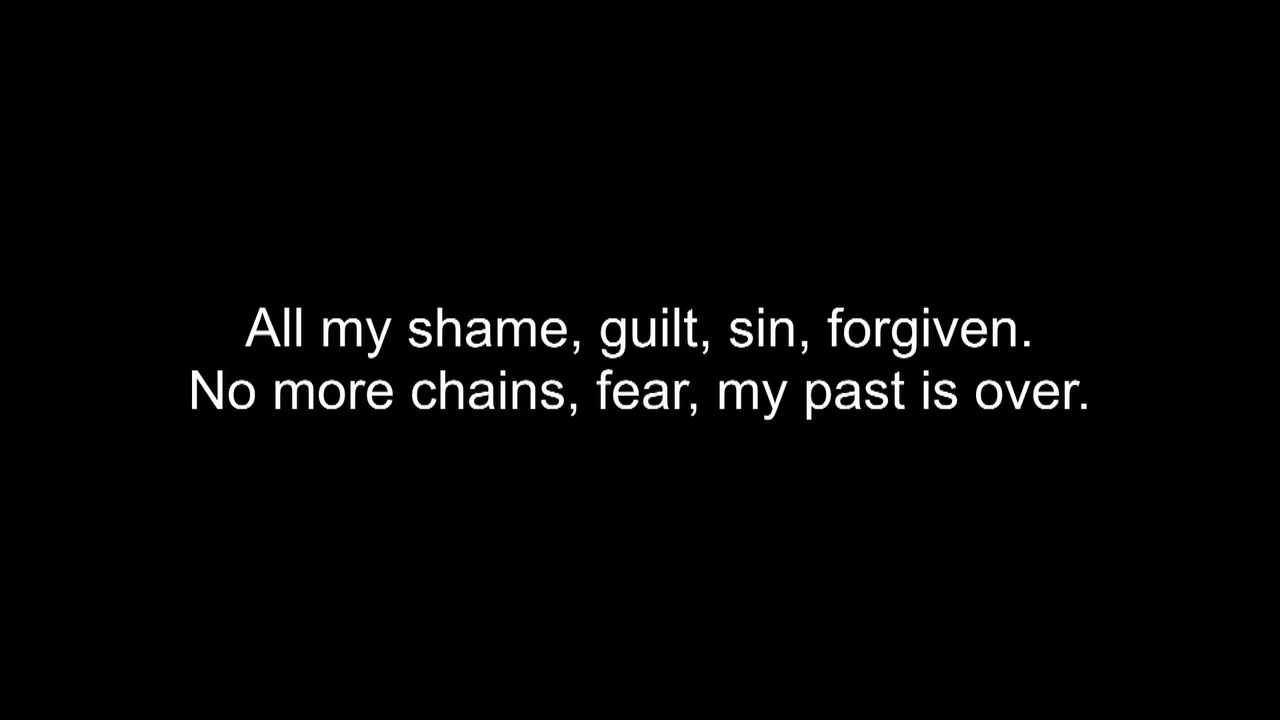 All my shame, guilt, sin, forgiven.
No more chains, fear, my past is over.